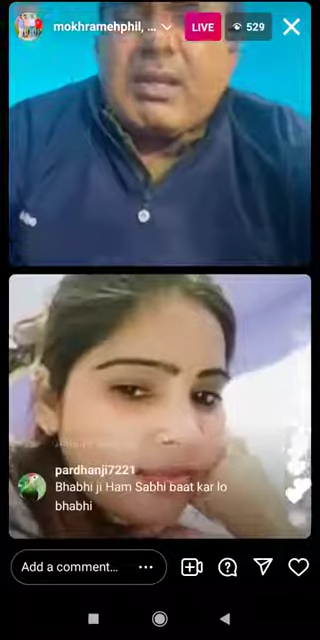 mokhramehphil, ...
LIVE
529
pardhanji7221
Bhabhi ji Ham Sabhi baat kar lo
bhabhi
Add a comment...